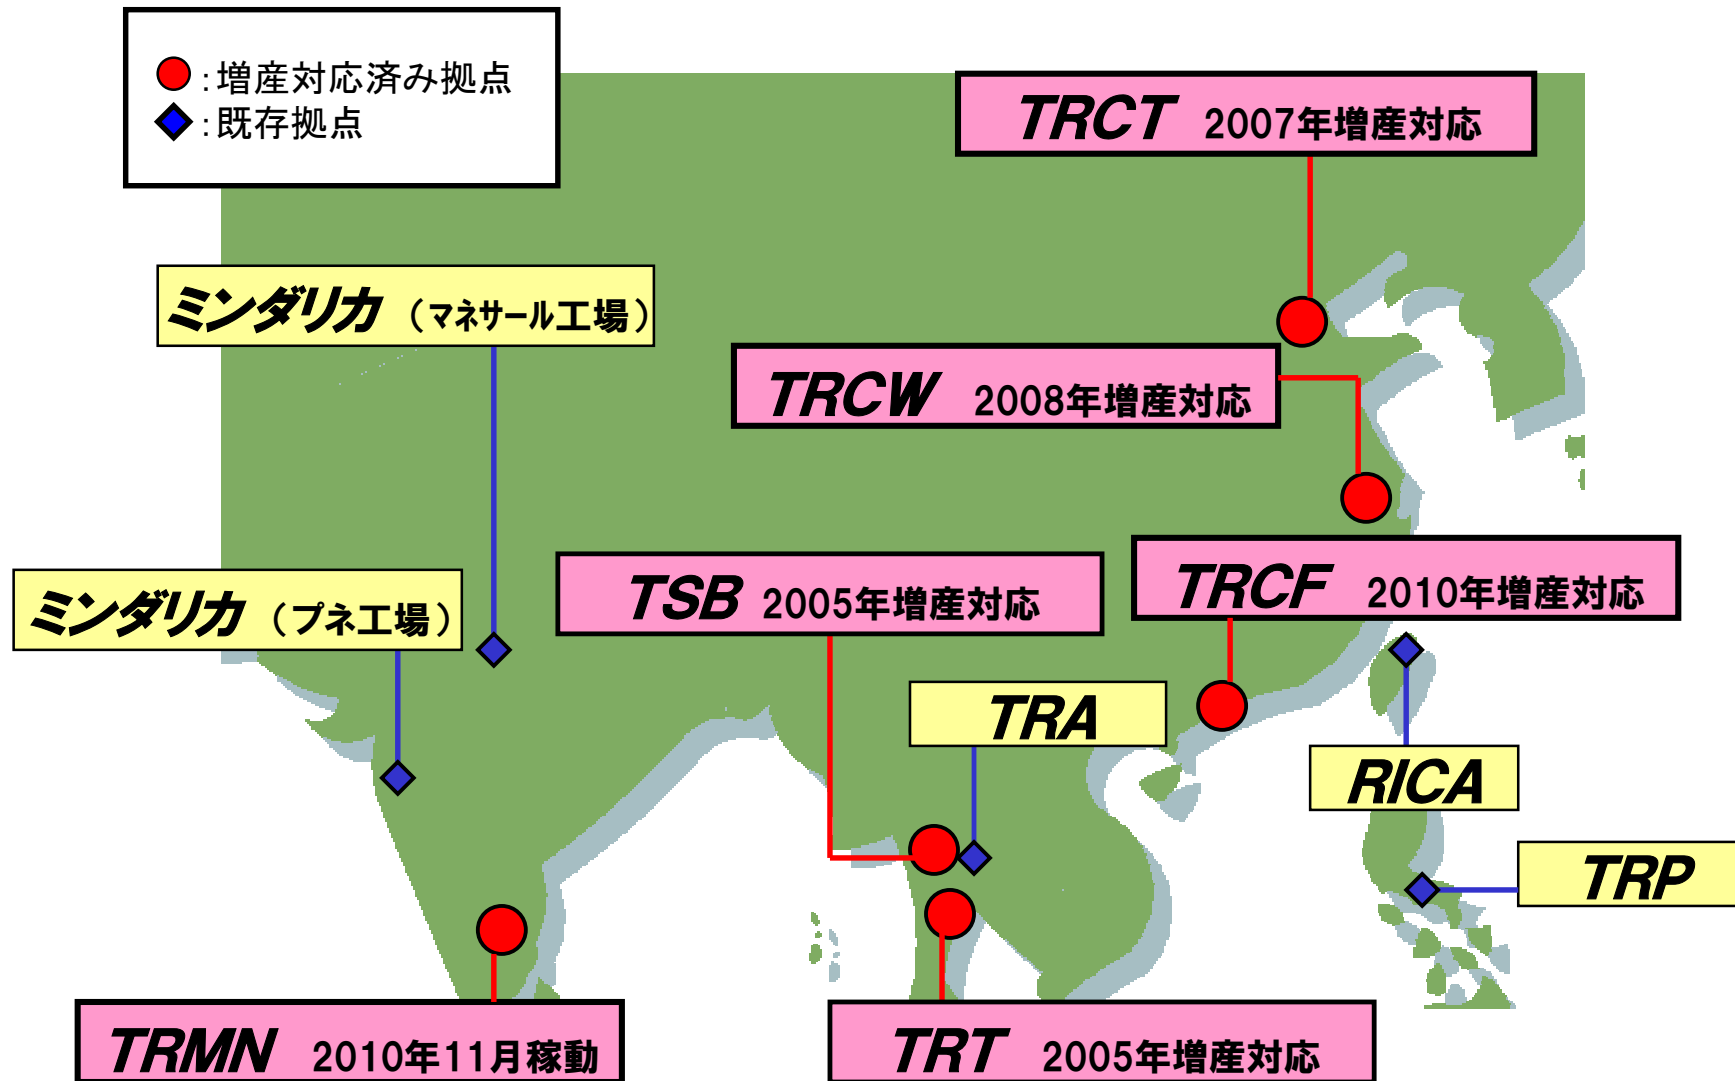 ：増産対応済み拠点
：既存拠点
TRCT 2007年増産対応
ミンダリカ （マネサール工場）
TRCW 2008年増産対応
TRCF 2010年増産対応
TSB 2005年増産対応
ミンダリカ （プネ工場）
TRA
RICA
TRP
TRMN 2010年11月稼動
TRT 2005年増産対応